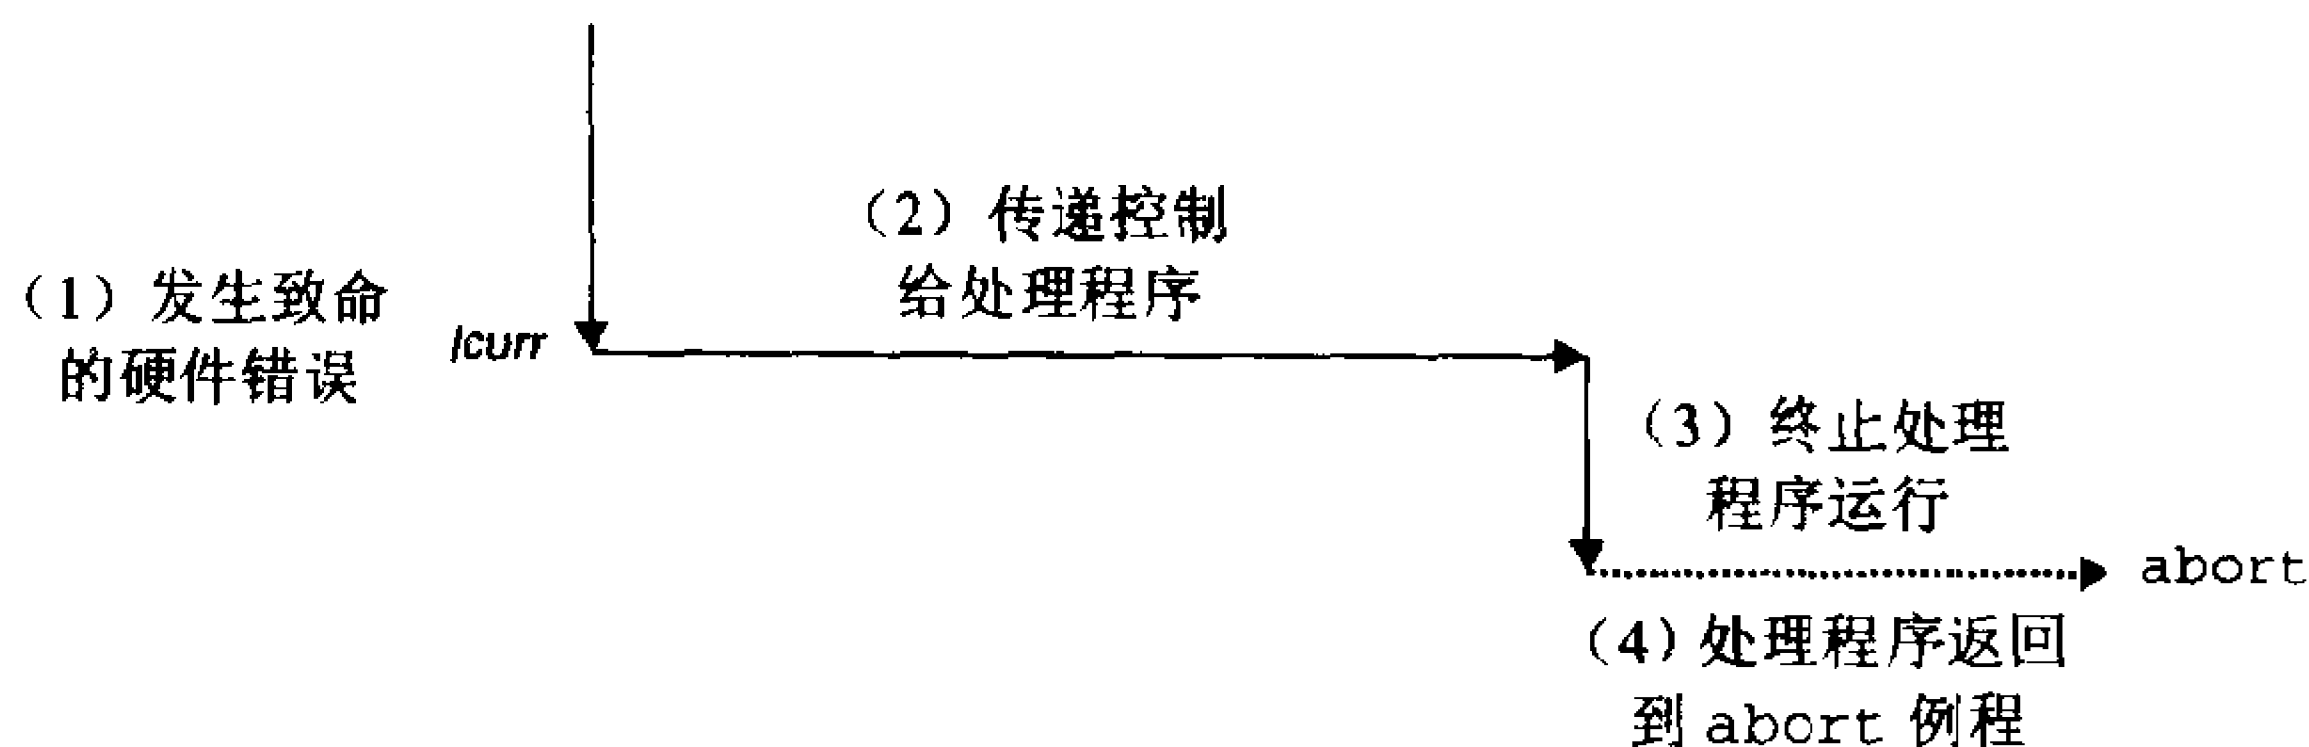 （1）发生致命
的硬件错误
Icurr
（2）传递控制
给处理程序
（3）终止处理
程序运行
abort
（4）处理程序返回
到 abort 例程